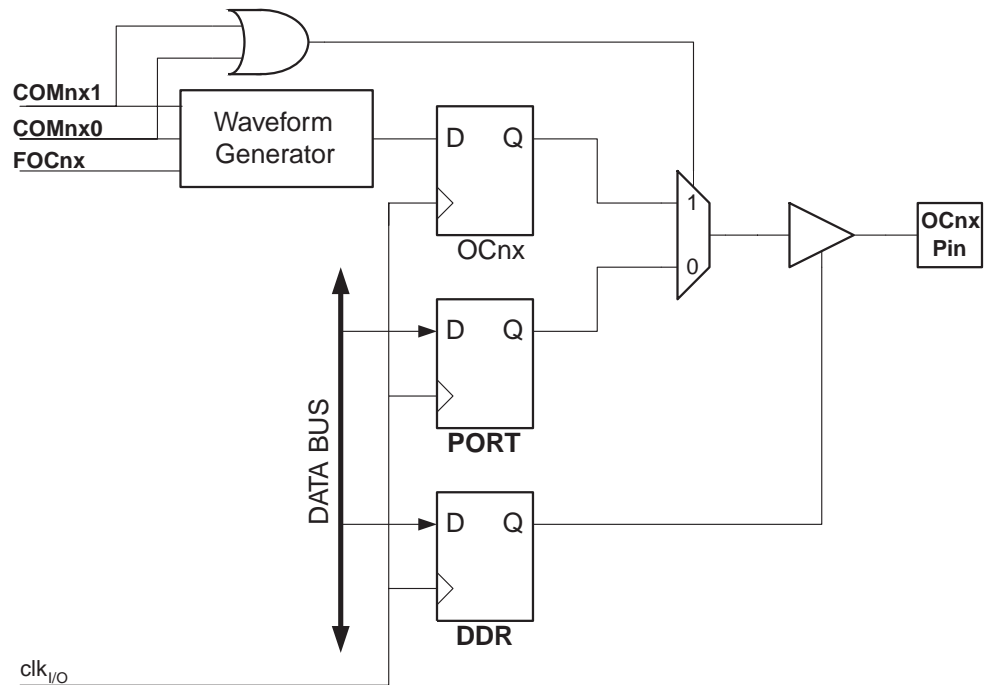 COMnx1
COMnx0
FOCnx
Waveform
Generator
D Q
OCnx
1
0
OCnx
Pin
D Q
PORT
DATA BUS
D Q
DDR
clkI/O